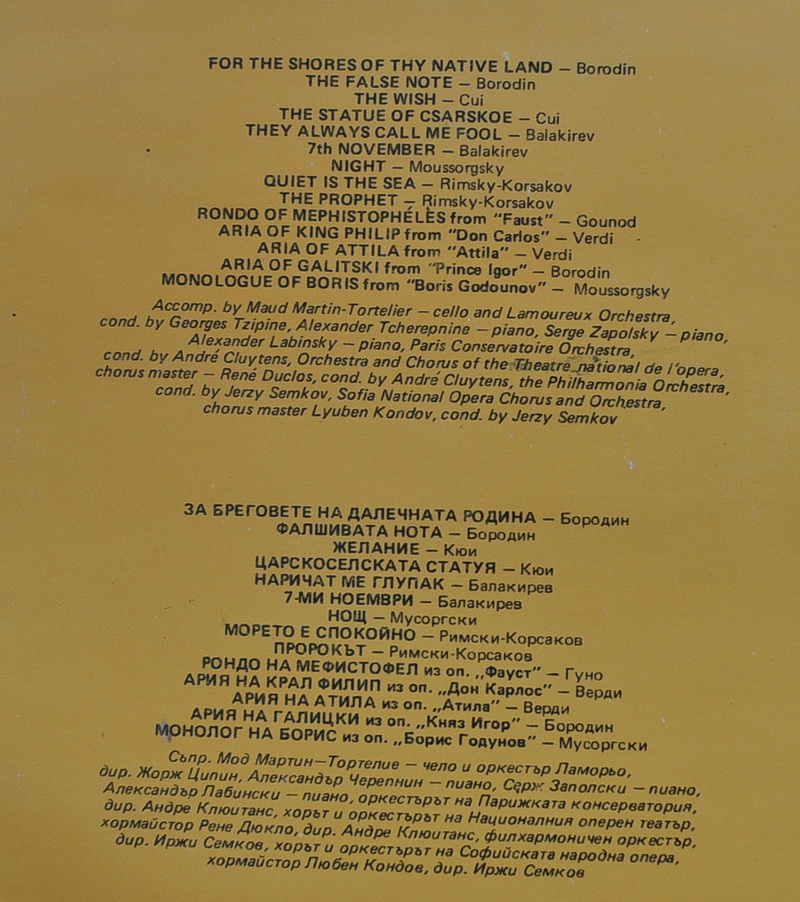 FOR THE SHORES OF THY NATIVE LAND – Borodin
THE FALSE NOTE – Borodin
THE WISH – Cui
THE STATUE OF CSARSKOE – Cui
THEY ALWAYS CALL ME FOOL – Balakirev
7th NOVEMBER – Balakirev
NIGHT – Moussorgsky
QUIET IS THE SEA – Rimsky-Korsakov
THE PROPHET – Rimsky-Korsakov
RONDO OF MEPHISTOPHÉLÈS from "Faust" – Gounod
ARIA OF KING PHILIP from "Don Carlos" – Verdi
ARIA OF ATTILA from "Attila" – Verdi
ARIA OF GALITSKI from "Prince Igor" – Borodin
MONOLOGUE OF BORIS from "Boris Godounov" – Moussorgsky
Accomp. by Maud Martin-Tortelier – cello and Lamoureux Orchestra,
cond. by Georges Tzipine, Alexander Tcherepnine – piano, Serge Zapolsky – piano,
Alexander Labinsky – piano, Paris Conservatoire Orchestra,
cond. by André Cluytens, Orchestra and Chorus of the Theatre national de l'opera,
chorus master – René Duclos, cond. by André Cluytens, the Philharmonia Orchestra,
cond. by Jerzy Semkov, Sofia National Opera Chorus and Orchestra,
chorus master Lyuben Kondov, cond. by Jerzy Semkov
ЗА БРЕГОВЕТЕ НА ДАЛЕЧНАТА РОДИНА – Бородин
ФАЛШИВАТА НОТА – Бородин
ЖЕЛАНИЕ – Кюи
ЦАРСКОСЕЛСКАТА СТАТУЯ – Кюи
НАРИЧАТ МЕ ГЛУПАК – Балакирев
7-МИ НОЕМВРИ – Балакирев
НОЩ – Мусоргски
МОРЕТО Е СПОКОЙНО – Римски-Корсаков
ПРОРОКЪТ – Римски-Корсаков
РОНДО НА МЕФИСТОФЕЛ из оп. „Фауст" – Гуно
АРИЯ НА КРАЛ ФИЛИП из оп. „Дон Карлос" – Верди
АРИЯ НА АТИЛА из оп. „Атила" – Верди
АРИЯ НА ГАЛИЦКИ из оп. „Княз Игор" – Бородин
МОНОЛОГ НА БОРИС из оп. „Борис Годунов" – Мусоргски
Съпр. Мод Мартин–Тортелие – чело и оркестър Ламорьо,
дир. Жорж Ципин, Александър Черепнин – пиано, Серж Заполски – пиано,
Александър Лабински – пиано, оркестърът на Парижката консерватория,
дир. Андре Клюитанс, хорът и оркестърът на Националния оперен театър,
хормайстор Рене Дюкло, дир. Андре Клюитанс, филхармоничен оркестър,
дир. Иржи Семков, хорът и оркестърът на Софийската народна опера,
хормайстор Любен Кондов, дир. Иржи Семков